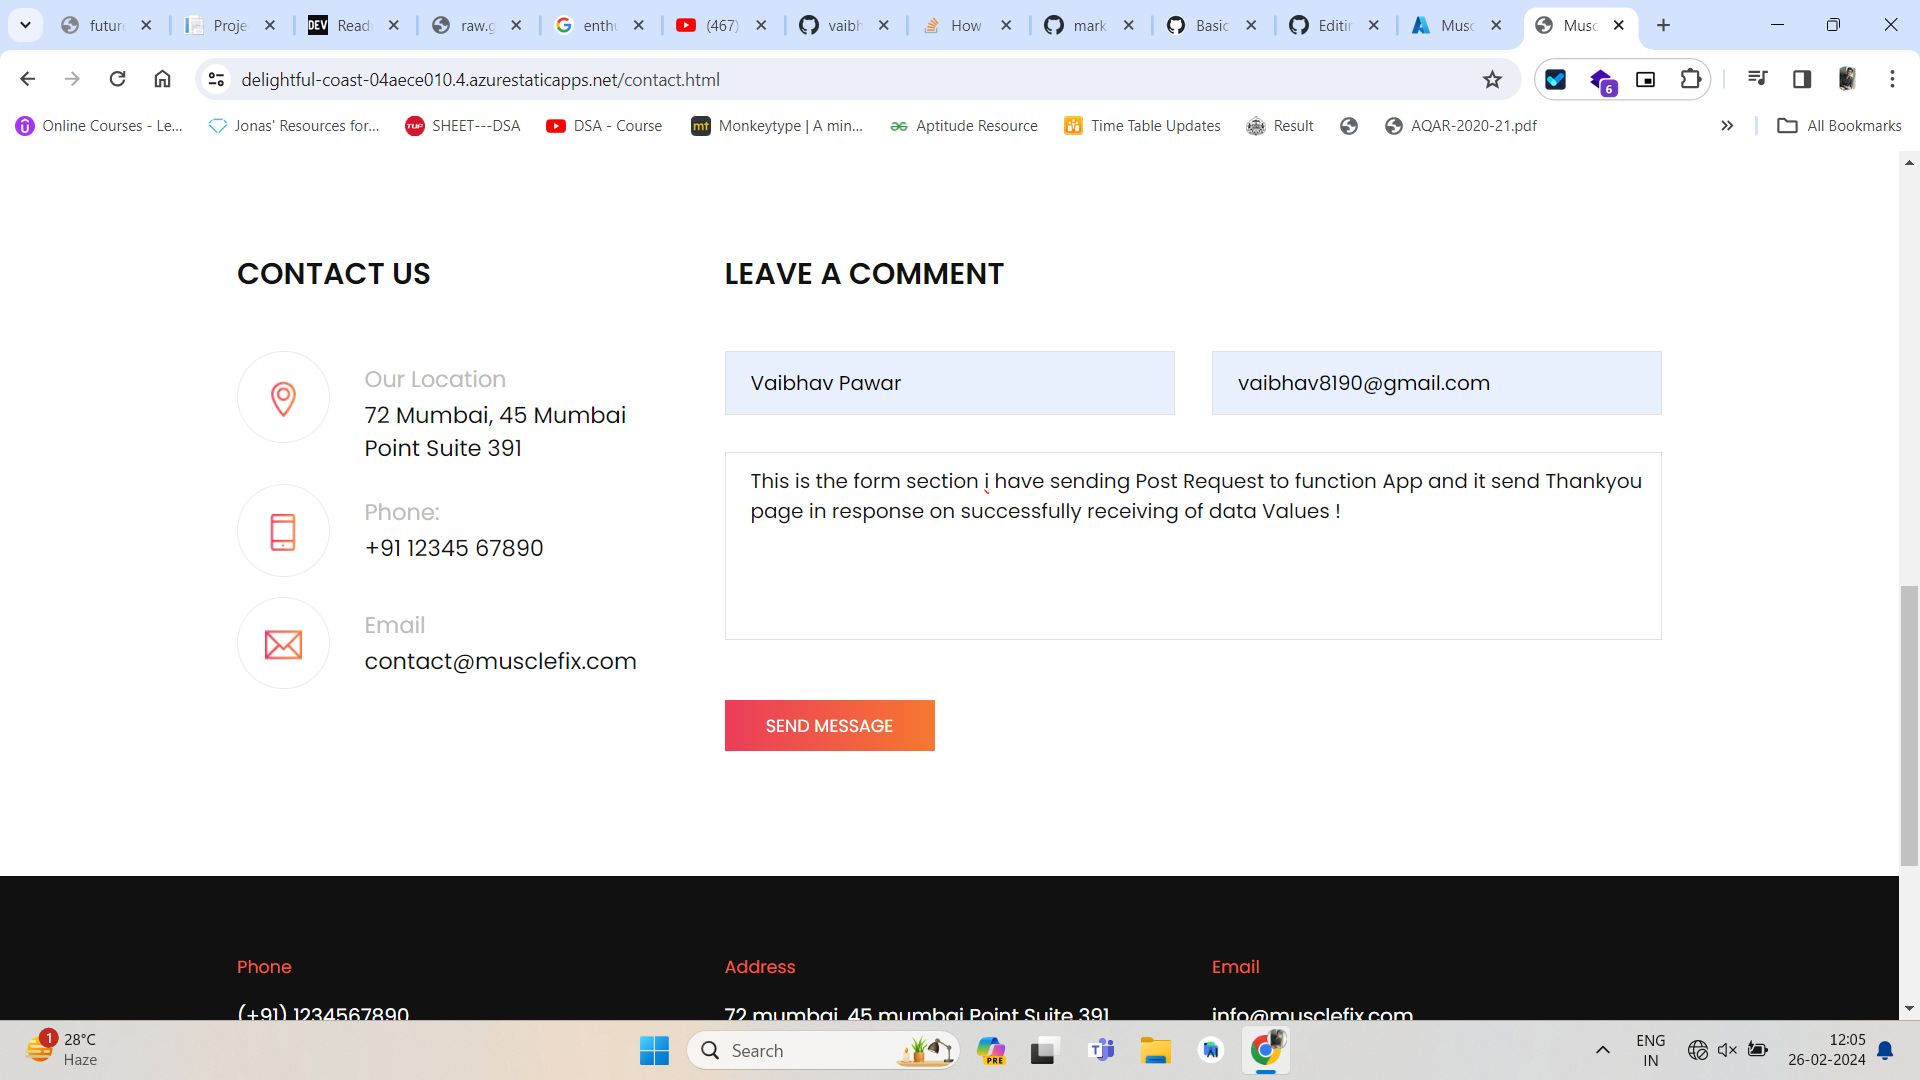 futur
Proje
DEV Read
raw.g
enthu
(467)
vaibh
How
mark
Basic
Editin
Musc
Musc
delightful-coast-04aece010.4.azurestaticapps.net/contact.html
6
Online Courses - Le...
Jonas' Resources for...
TUF SHEET---DSA
DSA - Course
mt Monkeytype | A min...
Aptitude Resource
Time Table Updates
Result
AQAR-2020-21.pdf
All Bookmarks
CONTACT US
Our Location
72 Mumbai, 45 Mumbai
Point Suite 391
Phone:
+91 12345 67890
Email
contact@musclefix.com
LEAVE A COMMENT
Vaibhav Pawar
vaibhav8190@gmail.com
This is the form section i have sending Post Request to function App and it send Thankyou
page in response on successfully receiving of data Values !
SEND MESSAGE
Phone
(+91) 1234567890
Address
72 mumbai, 45 mumbai Point Suite 391
Email
info@musclefix.com
1
28°C
Haze
Search
PRE
ENG
IN
12:05
26-02-2024